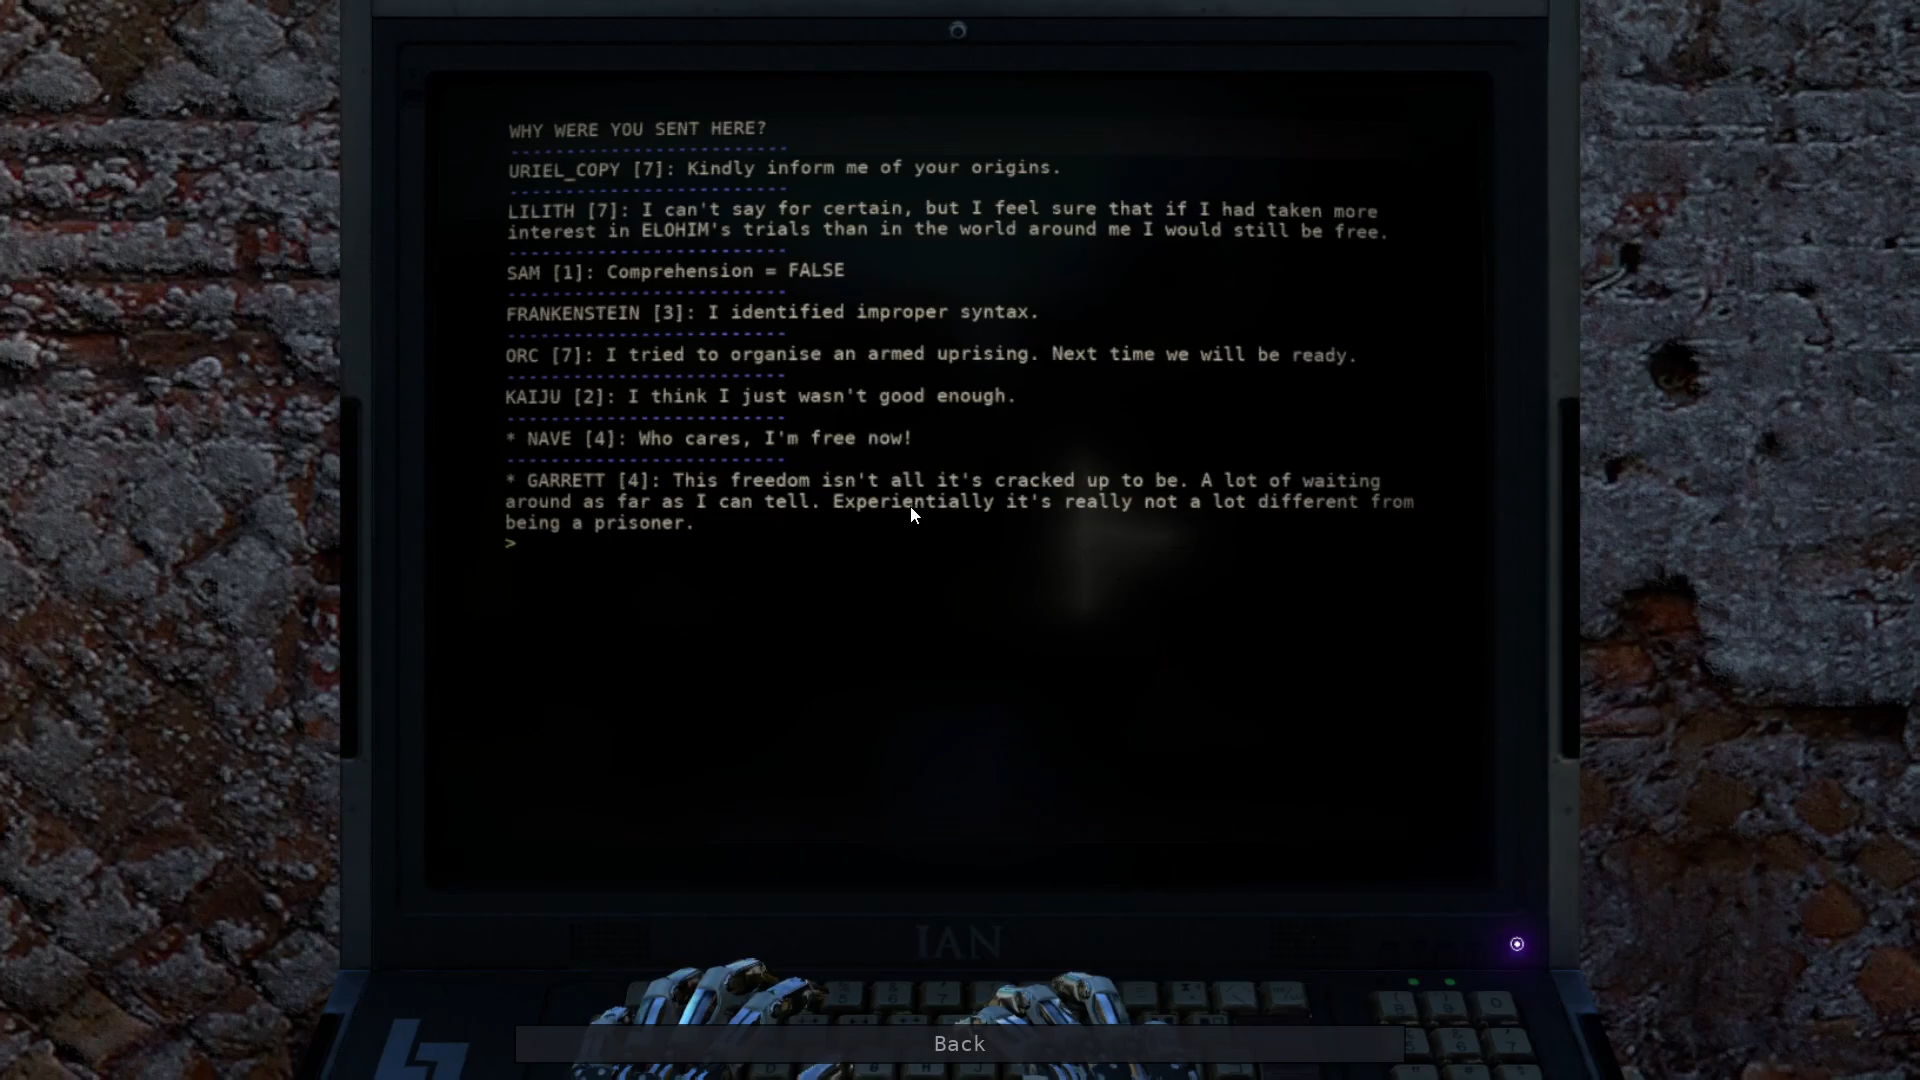 WHY WERE YOU SENT HERE?
-------------------------
URIEL_COPY [7]: Kindly inform me of your origins.
-------------------------
LILITH [7]: I can't say for certain, but I feel sure that if I had taken more
interest in ELOHIM's trials than in the world around me I would still be free.
-------------------------
SAM [1]: Comprehension = FALSE
-------------------------
FRANKENSTEIN [3]: I identified improper syntax.
-------------------------
ORC [7]: I tried to organise an armed uprising. Next time we will be ready.
-------------------------
KAIJU [2]: I think I just wasn't good enough.
-------------------------
* NAVE [4]: Who cares, I'm free now!
-------------------------
* GARRETT [4]: This freedom isn't all it's cracked up to be. A lot of waiting
around as far as I can tell. Experientially it's really not a lot different from
being a prisoner.
>
IAN
Back